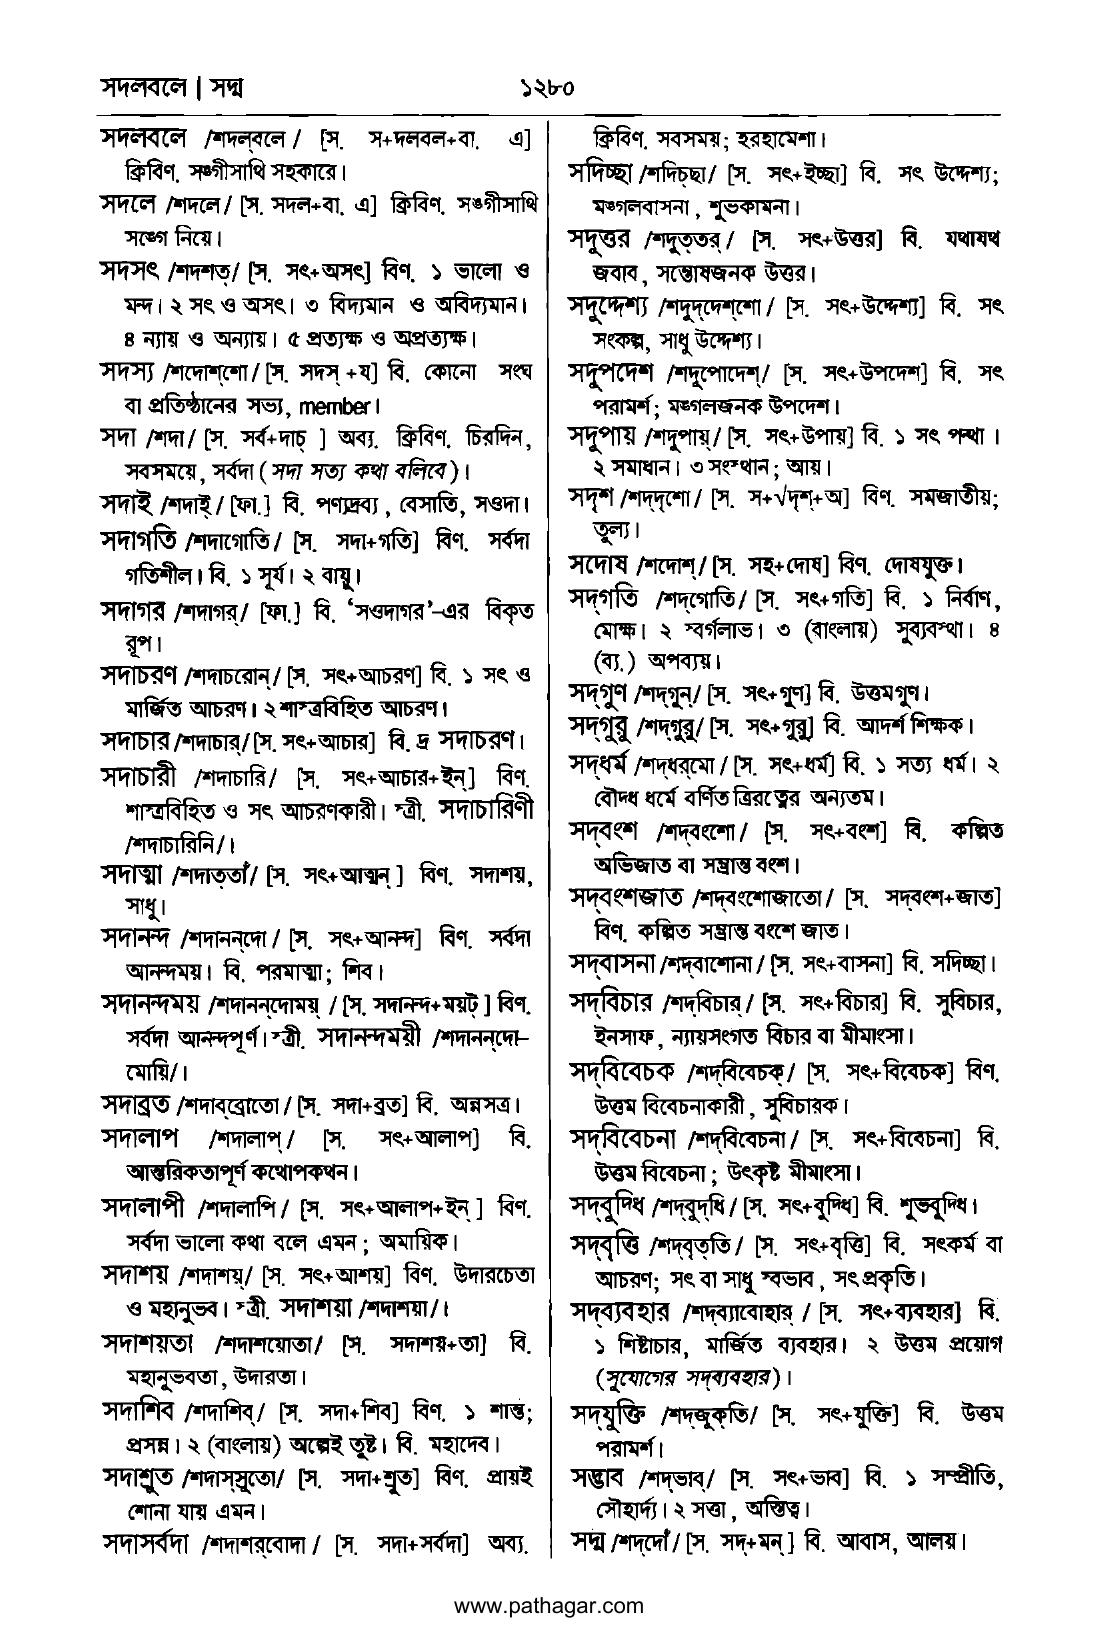 সদলবলে | সদ্ম
১২৮০
সদলবলে /শদল্‌বলে / [স. স+দলবল+বা. এ]
ক্রিবিণ. সঙ্গীসাথি সহকারে।
সদলে /শদলে / [স. সদল+বা. এ] ক্রিবিণ. সঙ্গীসাথি
সঙ্গে নিয়ে।
সদসৎ /শদশত্‌/ [স. সৎ+অসৎ] বিণ. ১ ভালো ও
মন্দ। ২ সৎ ও অসৎ। ৩ বিদ্যমান ও অবিদ্যমান।
৪ ন্যায় ও অন্যায়। ৫ প্রত্যক্ষ ও অপ্রত্যক্ষ।
সদস্য /শদোশ্‌শো / [স. সদস্ +য] বি. কোনো সংঘ
বা প্রতিষ্ঠানের সভ্য, member।
সদা /শদা / [স. সর্ব+দাচ্ ] অব্য. ক্রিবিণ. চিরদিন,
সবসময়ে, সর্বদা (সদা সত্য কথা বলিবে)।
সদাই /শদাই্ / [ফা.] বি. পণ্যদ্রব্য, বেসাতি, সওদা।
সদাগতি /শদাগোতি / [স. সদা+গতি] বিণ. সর্বদা
গতিশীল। বি. ১ সূর্য। ২ বায়ু।
সদাগর /শদাগর্‌/ [ফা.] বি. ‘সওদাগর’-এর বিকৃত
রূপ।
সদাচরণ /শদাচরোন্‌/ [স. সৎ+আচরণ] বি. ১ সৎ ও
মার্জিত আচরণ। ২ শাস্ত্রবিহিত আচরণ।
সদাচার /শদাচার্‌/ [স. সৎ+আচার] বি. দ্র সদাচরণ।
সদাচারী /শদাচারি / [স. সৎ+আচার+ইন্] বিণ.
শাস্ত্রবিহিত ও সৎ আচরণকারী। স্ত্রী. সদাচারিণী
/শদাচারিনি/।
সদাত্মা /শদাত্‌তাঁ/ [স. সৎ+আত্মন্ ] বিণ. সদাশয়,
সাধু।
সদানন্দ /শদানন্‌দো / [স. সৎ+আনন্দ] বিণ. সর্বদা
আনন্দময়। বি. পরমাত্মা; শিব।
সদানন্দময় /শদানন্‌দোময়্ / [স. সদানন্দ+ময়ট্ ] বিণ.
সর্বদা আনন্দপূর্ণ। স্ত্রী. সদানন্দময়ী /শদানন্‌দো-
মোয়ি/।
সদাব্রত /শদাব্‌ব্রোতো / [স. সদা+ব্রত] বি. অন্নসত্র।
সদালাপ /শদালাপ্‌/ [স. সৎ+আলাপ] বি.
আন্তরিকতাপূর্ণ কথোপকথন।
সদালাপী /শদালাপি / [স. সৎ+আলাপ+ইন্ ] বিণ.
সর্বদা ভালো কথা বলে এমন; অমায়িক।
সদাশয় /শদাশয়্/ [স. সৎ+আশয়] বিণ. উদারচেতা
ও মহানুভব। স্ত্রী. সদাশয়া /শদাশয়া/।
সদাশয়তা /শদাশয়োতা/ [স. সদাশয়+তা] বি.
মহানুভবতা, উদারতা।
সদাশিব /শদাশিব্‌/ [স. সদা+শিব] বিণ. ১ শান্ত;
প্রসন্ন। ২ (বাংলায়) অল্পেই তুষ্ট। বি. মহাদেব।
সদাশ্রুত /শদাস্‌স্রুতো/ [স. সদা+শ্রুত] বিণ. প্রায়ই
শোনা যায় এমন।
সদাসর্বদা /শদাশর্‌বোদা / [স. সদা+সর্বদা] অব্য.
ক্রিবিণ. সবসময়; হরহামেশা।
সদিচ্ছা /শদিচ্‌ছা/ [স. সৎ+ইচ্ছা] বি. সৎ উদ্দেশ্য;
মঙ্গলবাসনা, শুভকামনা।
সদুত্তর /শদুত্‌তর্‌/ [স. সৎ+উত্তর] বি. যথাযথ
জবাব, সন্তোষজনক উত্তর।
সদুদ্দেশ্য /শদুদ্‌দেশ্‌শো / [স. সৎ+উদ্দেশ্য] বি. সৎ
সংকল্প, সাধু উদ্দেশ্য।
সদুপদেশ /শদুপোদেশ্‌/ [স. সৎ+উপদেশ] বি. সৎ
পরামর্শ; মঙ্গলজনক উপদেশ।
সদুপায় /শদুপায়্/ [স. সৎ+উপায়] বি. ১ সৎ পন্থা।
২ সমাধান। ৩ সংস্থান; আয়।
সদৃশ /শদ্‌দৃশো / [স. স+√দৃশ্+অ] বিণ. সমজাতীয়;
তুল্য।
সদোষ /শদোশ্‌/ [স. সহ+দোষ] বিণ. দোষযুক্ত।
সদ্‌গতি /শদ্‌গোতি/ [স. সৎ+গতি] বি. ১ নির্বাণ,
মোক্ষ। ২ স্বর্গলাভ। ৩ (বাংলায়) সুব্যবস্থা। ৪
(ব্য.) অপব্যয়।
সদ্‌গুণ /শদ্‌গুন্‌/ [স. সৎ+গুণ] বি. উত্তমগুণ।
সদ্‌গুরু /শদ্‌গুরু/ [স. সৎ+গুরু] বি. আদর্শ শিক্ষক।
সদ্‌ধর্ম /শদ্‌ধর্‌মো / [স. সৎ+ধর্ম] বি. ১ সত্য ধর্ম। ২
বৌদ্ধ ধর্মে বর্ণিত ত্রিরত্নের অন্যতম।
সদ্‌বংশ /শদ্‌বংশো / [স. সৎ+বংশ] বি. কল্পিত
অভিজাত বা সম্ভ্রান্ত বংশ।
সদ্‌বংশজাত /শদ্‌বংশোজাতো / [স. সদ্‌বংশ+জাত]
বিণ. কল্পিত সম্ভ্রান্ত বংশে জাত।
সদ্‌বাসনা /শদ্‌বাশোনা / [স. সৎ+বাসনা] বি. সদিচ্ছা।
সদ্‌বিচার /শদ্‌বিচার্‌/ [স. সৎ+বিচার] বি. সুবিচার,
ইনসাফ, ন্যায়সংগত বিচার বা মীমাংসা।
সদ্‌বিবেচক /শদ্‌বিবেচক্‌/ [স. সৎ+বিবেচক] বিণ.
উত্তম বিবেচনাকারী, সুবিচারক।
সদ্‌বিবেচনা /শদ্‌বিবেচনা / [স. সৎ+বিবেচনা] বি.
উত্তম বিবেচনা; উৎকৃষ্ট মীমাংসা।
সদ্‌বুদ্ধি /শদ্‌বুদ্‌ধি / [স. সৎ+বুদ্ধি] বি. শুভবুদ্ধি।
সদ্‌বৃত্তি /শদ্‌বৃত্‌তি / [স. সৎ+বৃত্তি] বি. সৎকর্ম বা
আচরণ; সৎ বা সাধু স্বভাব, সৎ প্রকৃতি।
সদ্‌ব্যবহার /শদ্‌ব্যাবোহার / [স. সৎ+ব্যবহার] বি.
১ শিষ্টাচার, মার্জিত ব্যবহার। ২ উত্তম প্রয়োগ
(সুযোগের সদ্‌ব্যবহার)।
সদ্‌যুক্তি /শদ্‌জুক্‌তি/ [স. সৎ+যুক্তি] বি. উত্তম
পরামর্শ।
সদ্ভাব /শদ্‌ভাব্‌/ [স. সৎ+ভাব] বি. ১ সম্প্রীতি,
সৌহার্দ্য। ২ সত্তা, অস্তিত্ব।
সদ্ম /শদ্‌দোঁ / [স. সদ্+মন্ ] বি. আবাস, আলয়।
www.pathagar.com